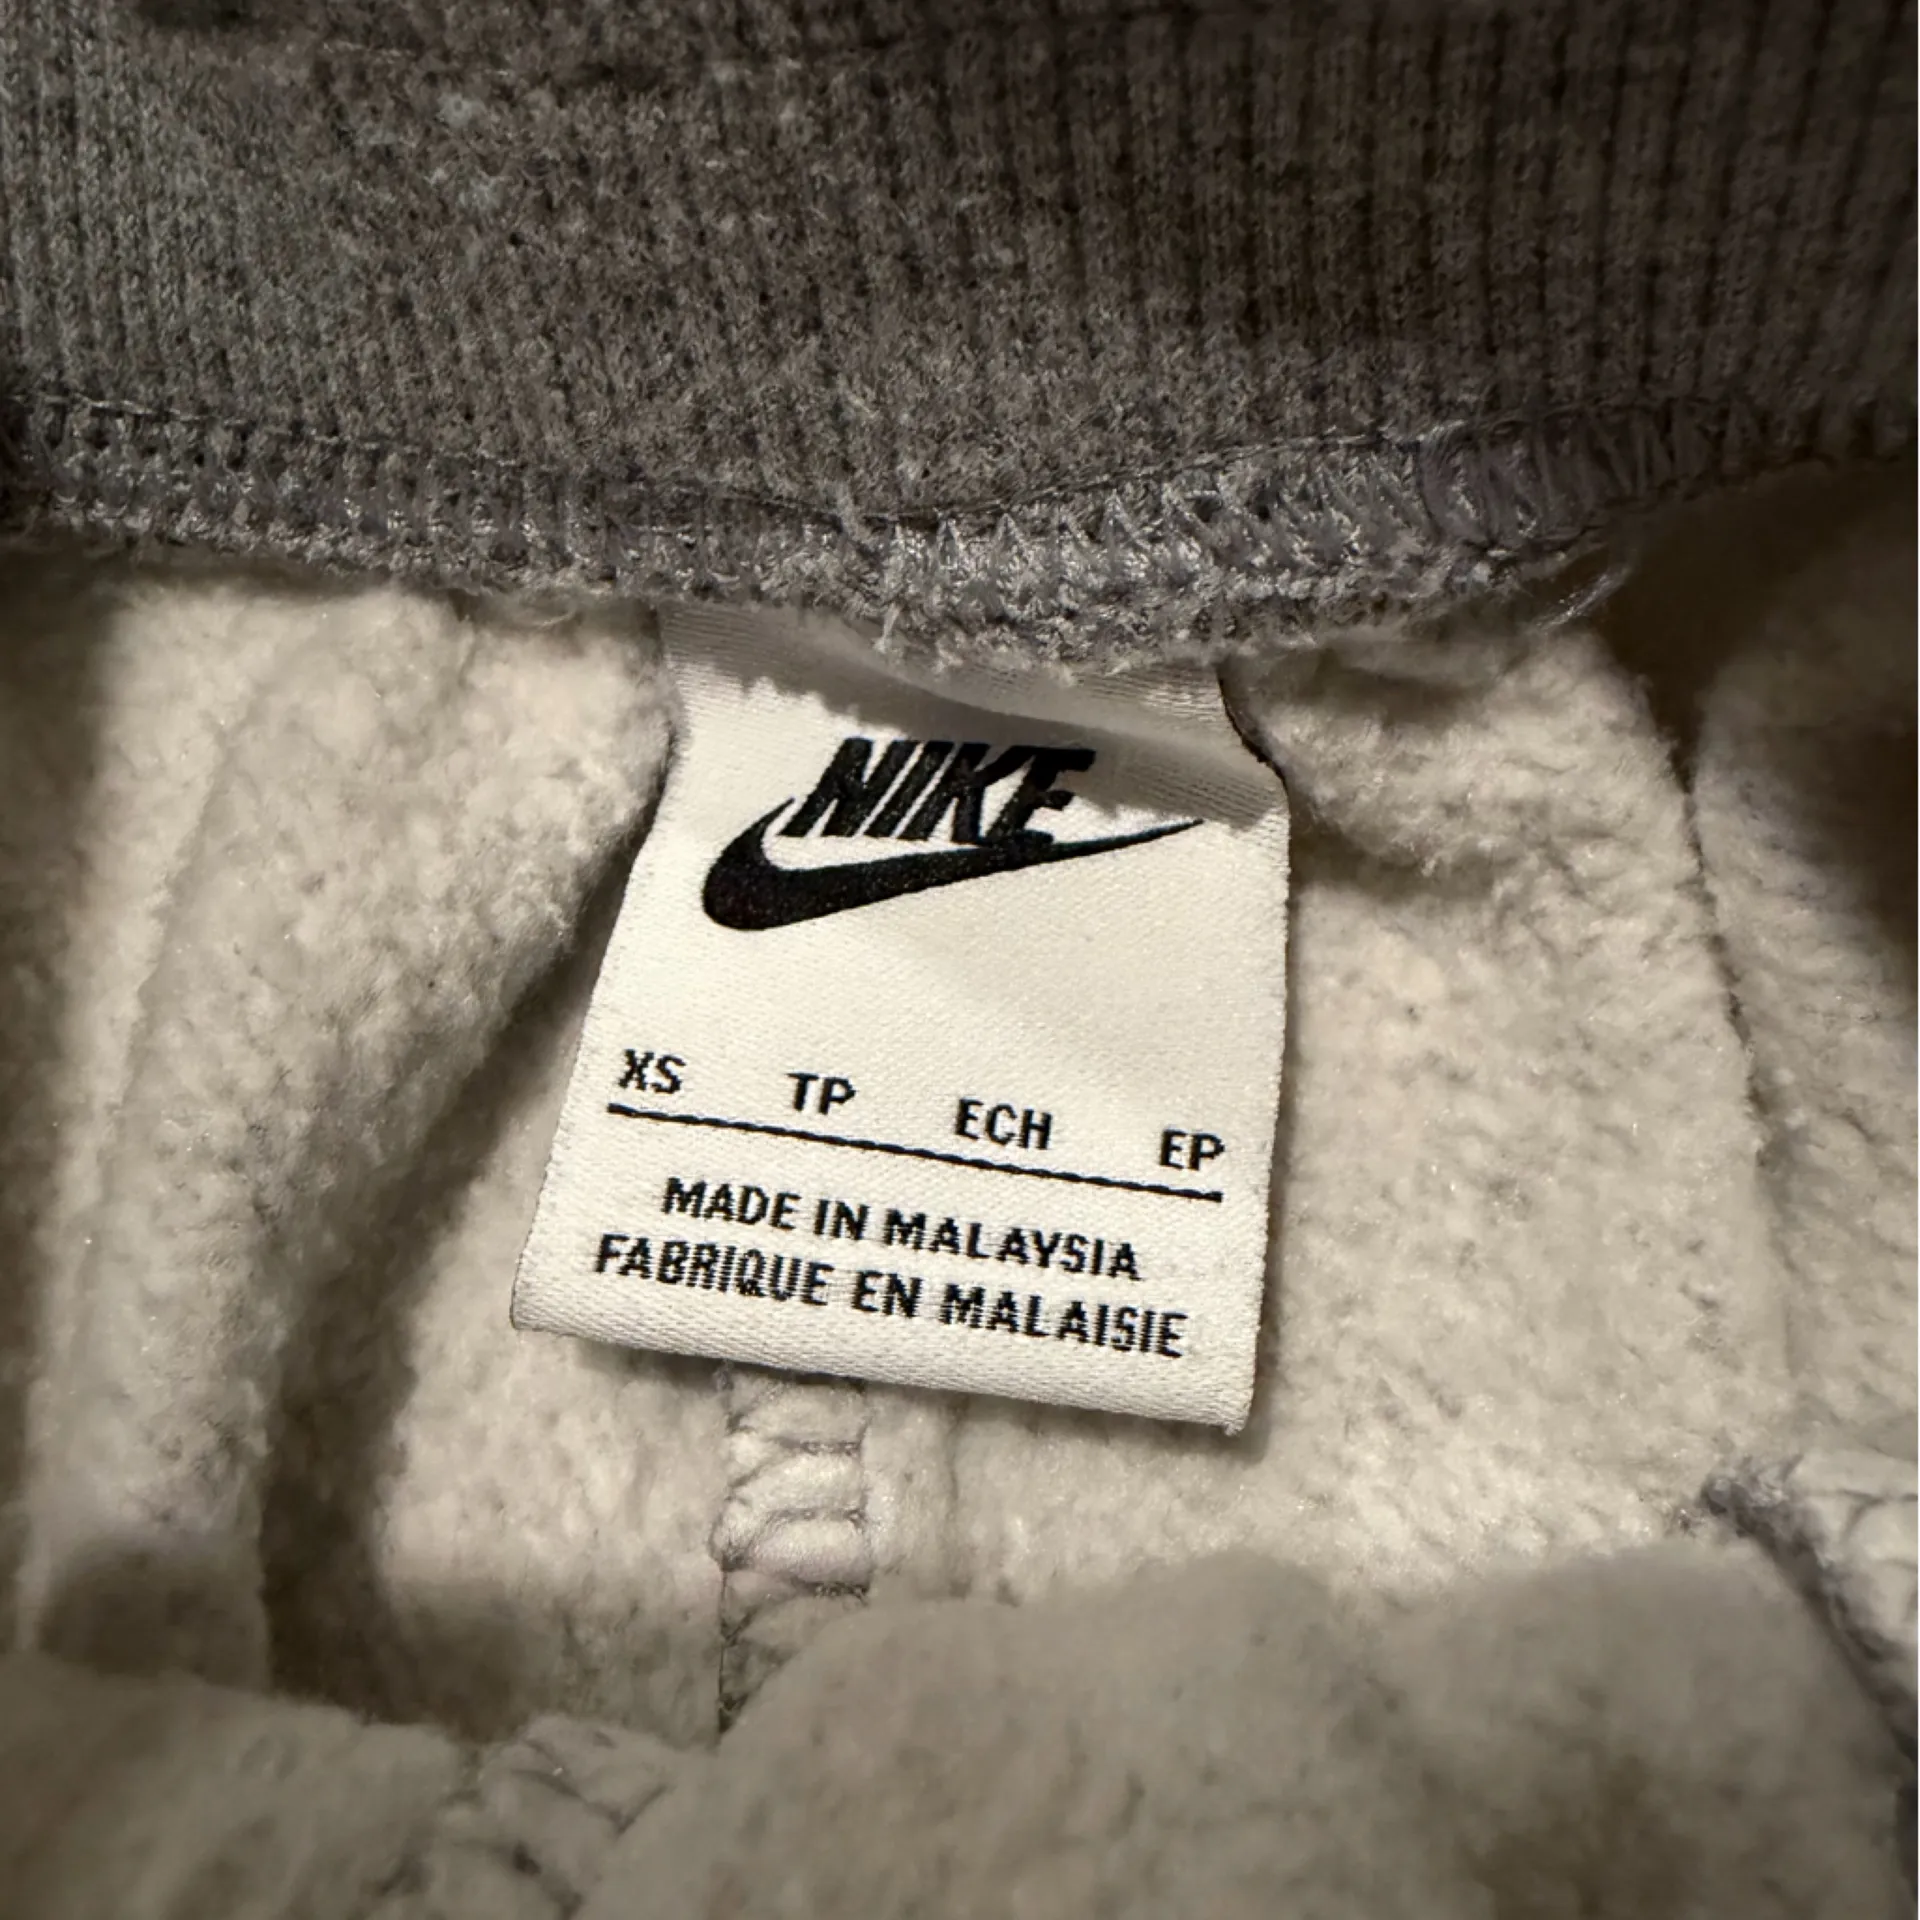 NIKE
XS TP ECH EP
MADE IN MALAYSIA
FABRIQUE EN MALAISIE